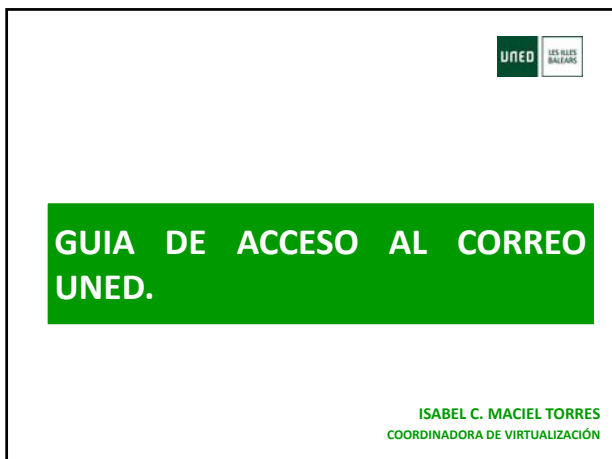 UNED LES ILLES
BALEARS
GUIA DE ACCESO AL CORREO
UNED.
ISABEL C. MACIEL TORRES
COORDINADORA DE VIRTUALIZACIÓN